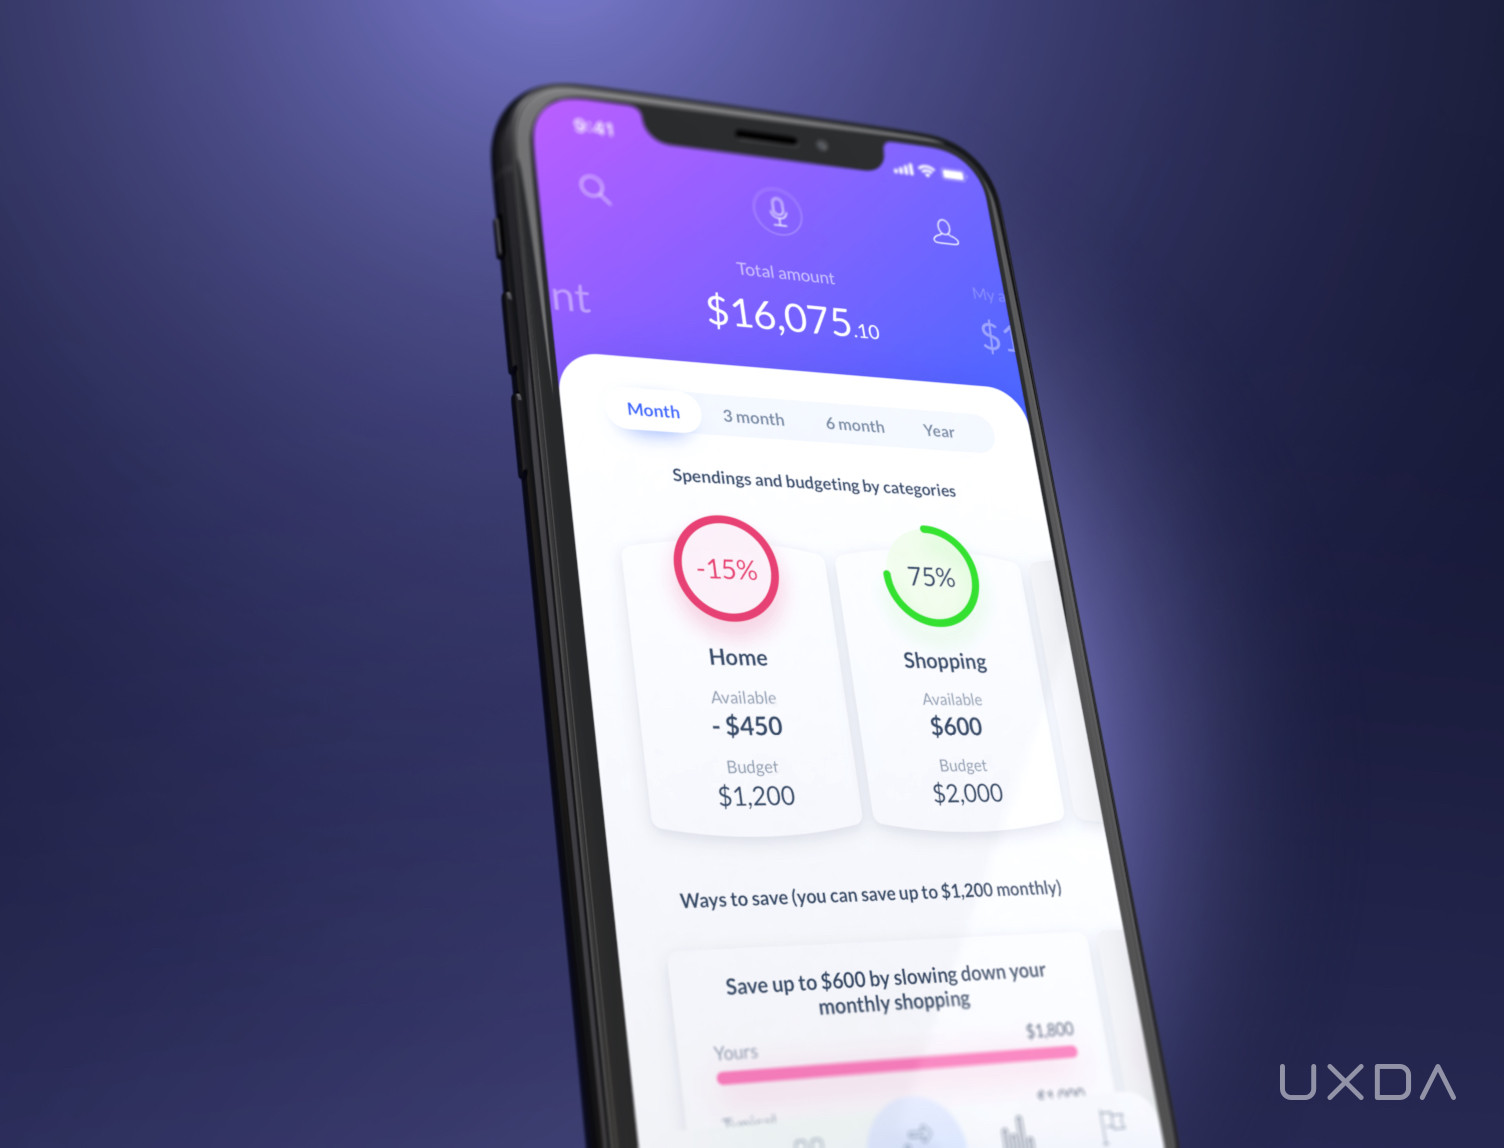 9:41
Total amount
nt
$16,075.10
My a
$1
Month 3 month 6 month Year
Spendings and budgeting by categories
-15% 75%
Home Shopping
Available Available
- $450 $600
Budget Budget
$1,200 $2,000
Ways to save (you can save up to $1,200 monthly)
Save up to $600 by slowing down your
monthly shopping
$1,800
Yours
UXDA